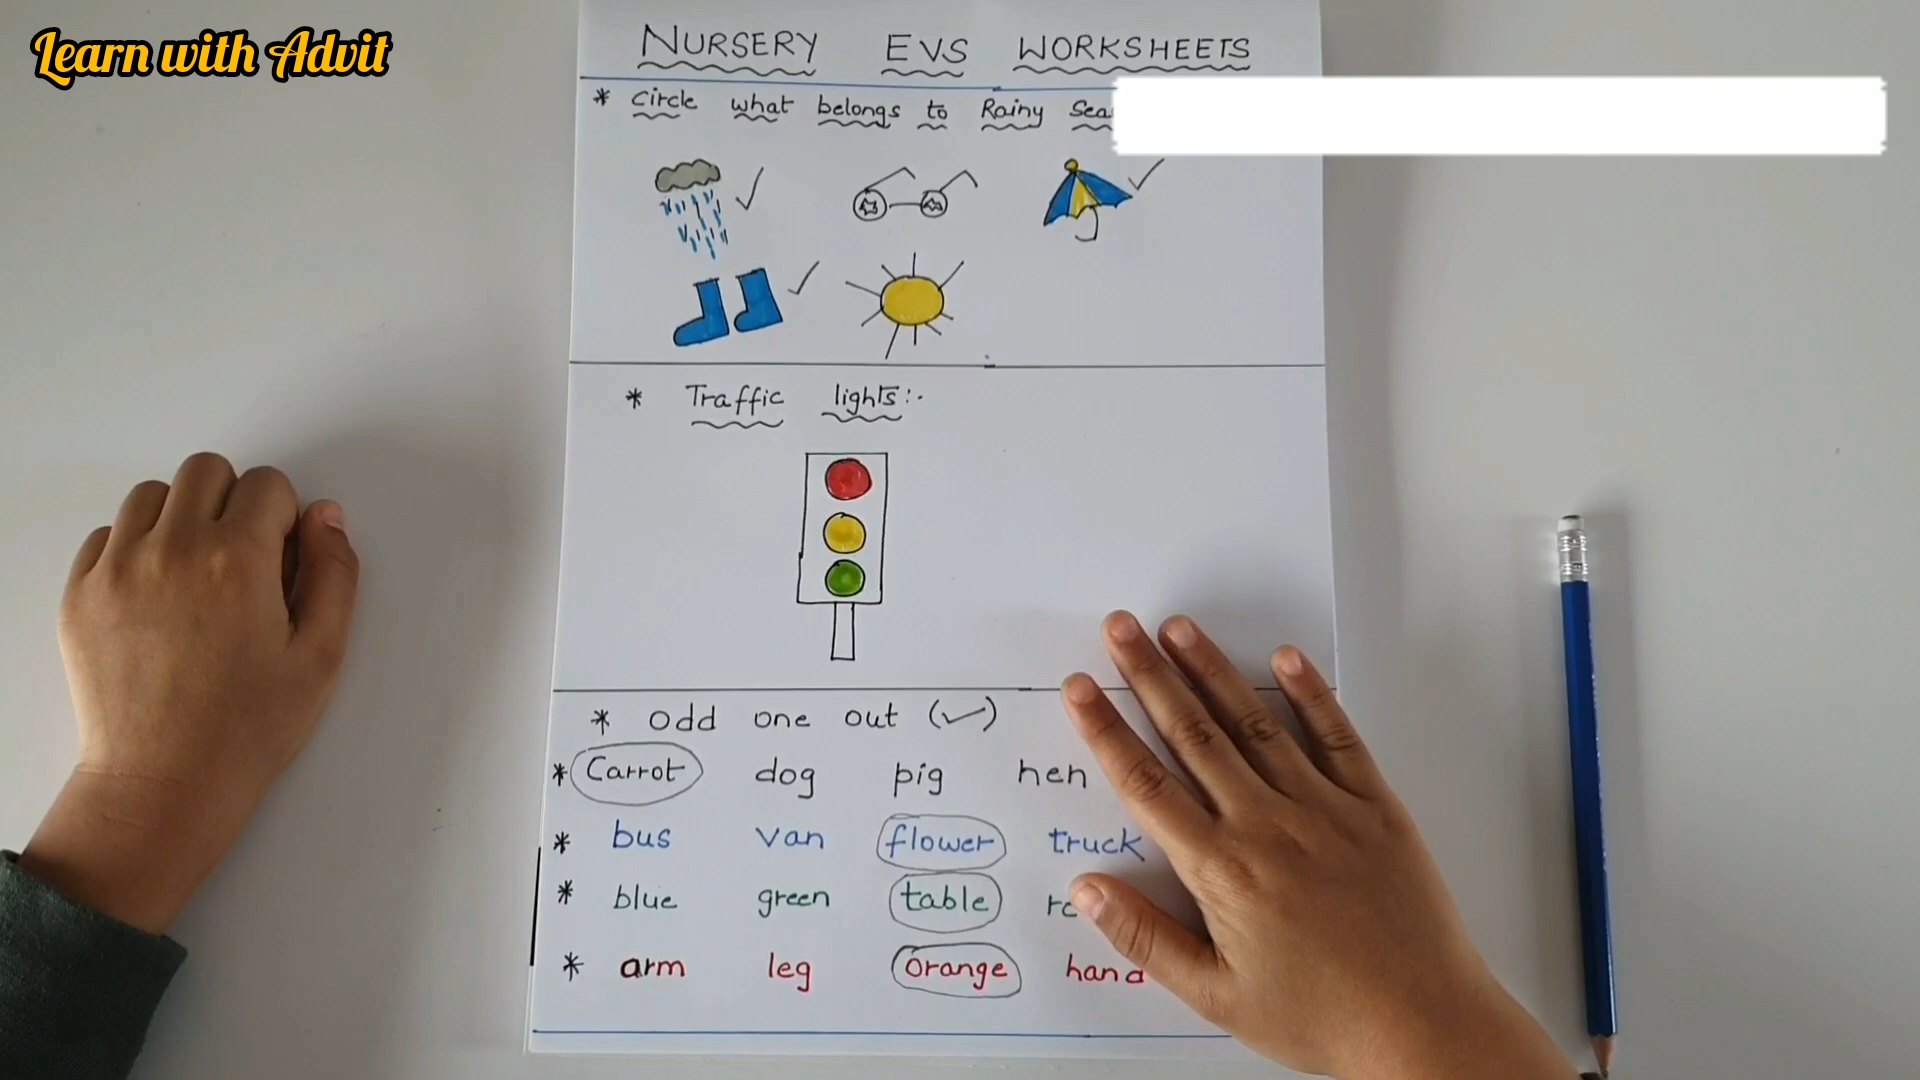 Learn with Advit
NURSERY EVS WORKSHEETS
* Circle what belongs to Rainy
* Traffic lights:-
* odd one out (✓)
* Carrot dog pig hen
* bus van flower truck
* blue green table
* arm leg orange hand